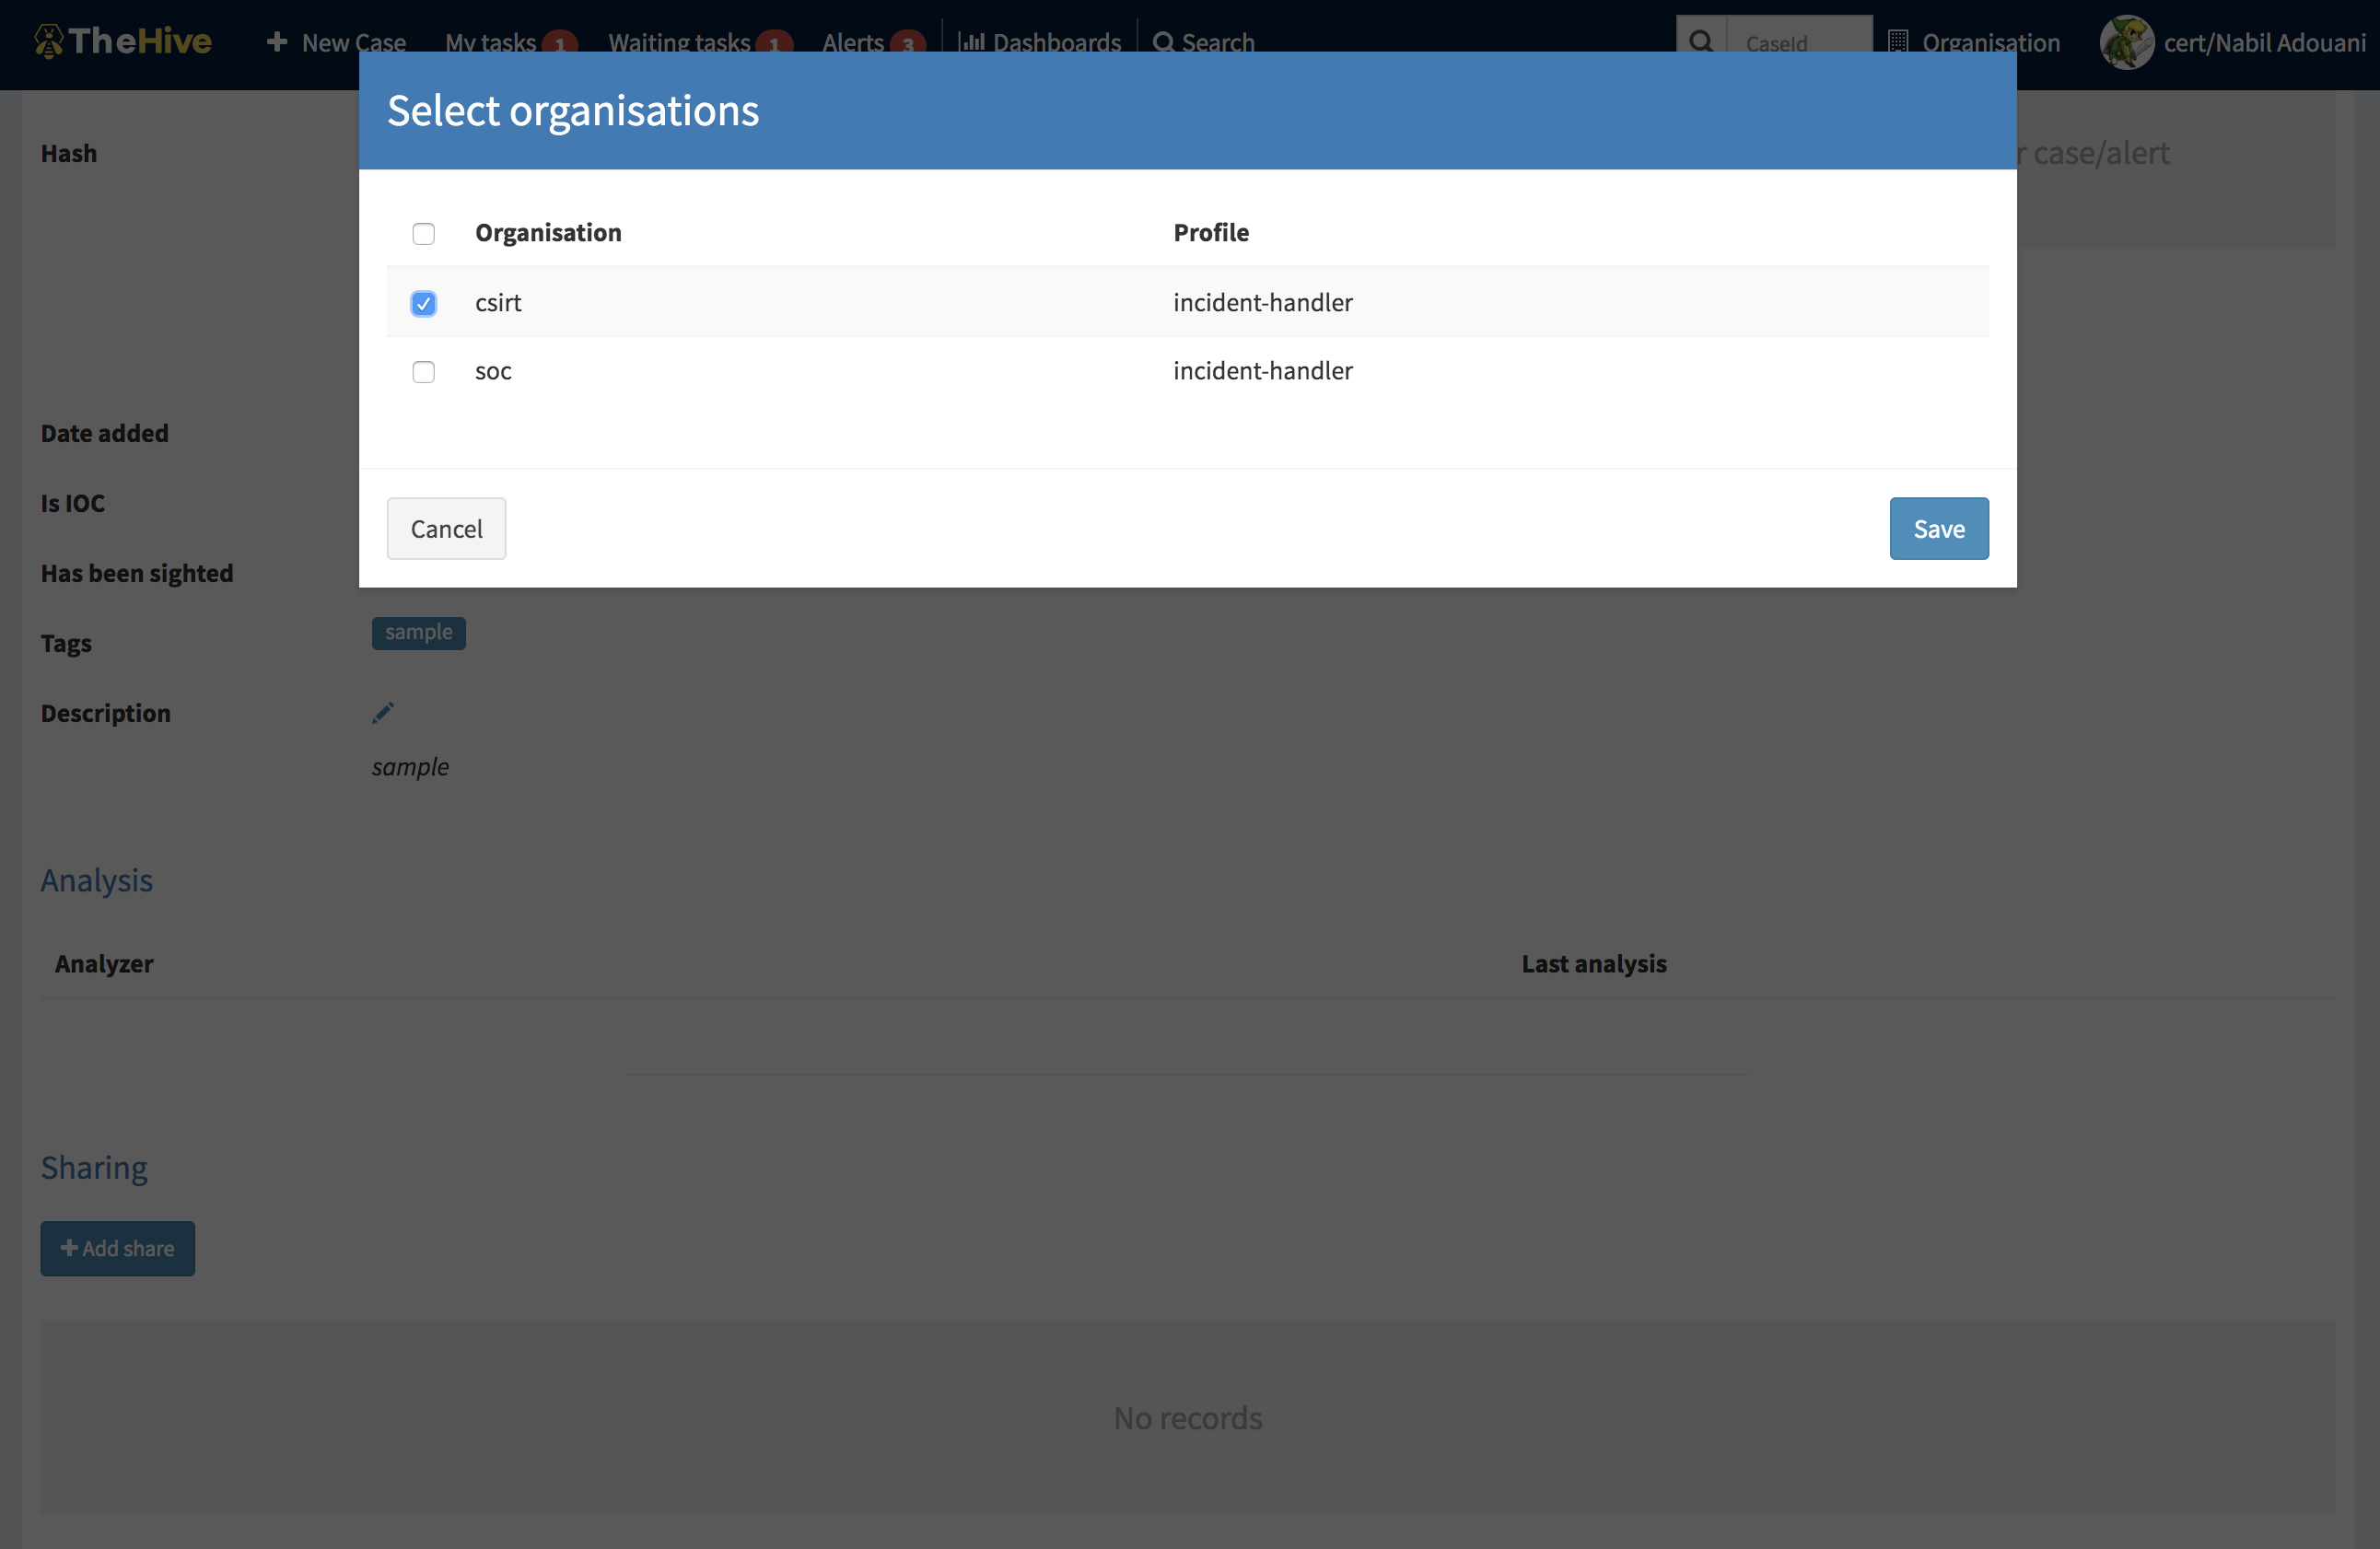 TheHive + New Case My tasks 1 Waiting tasks 1 Alerts 3 Dashboards Search CaseId Organisation cert/Nabil Adouani
Select organisations
Hash
r case/alert
Organisation Profile
csirt incident-handler
soc incident-handler
Date added
Is IOC
Cancel Save
Has been sighted
Tags sample
Description
sample
Analysis
Analyzer Last analysis
Sharing
+ Add share
No records